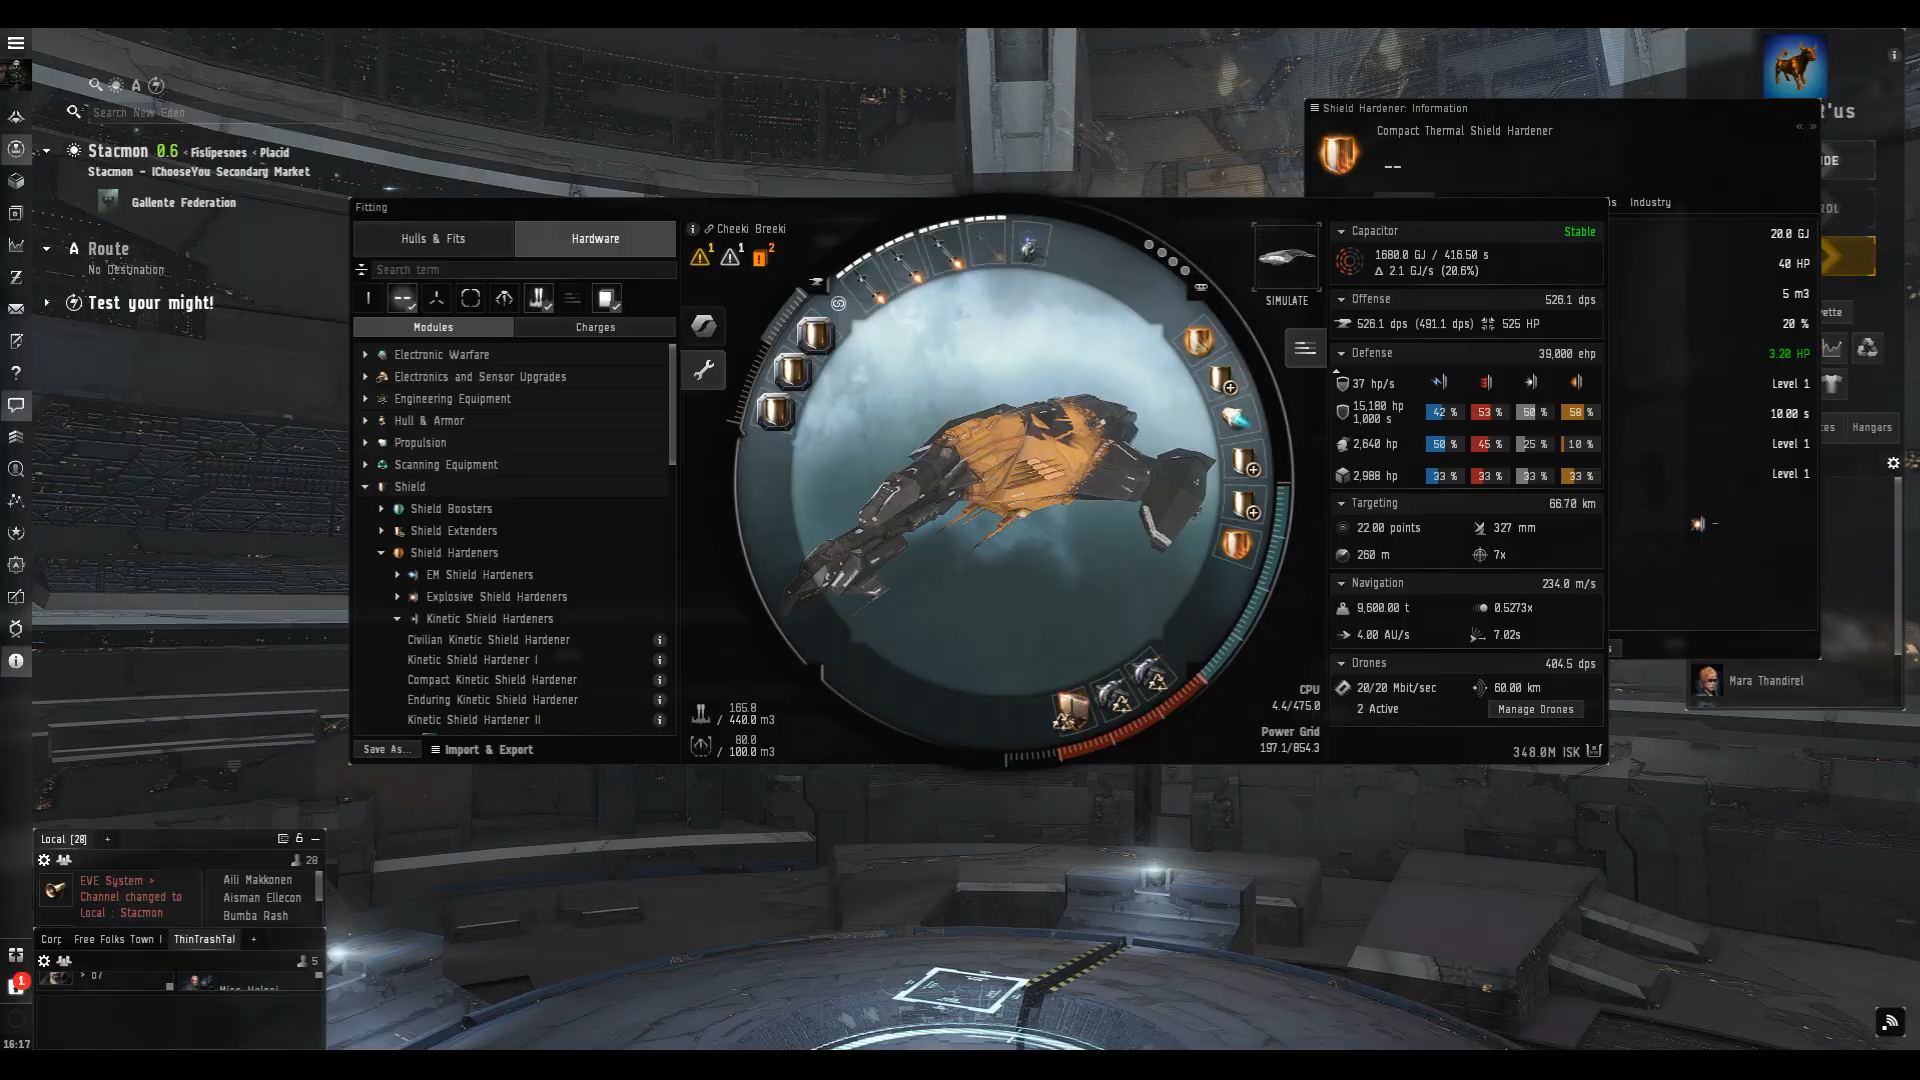 Search New Eden
Stacmon 0.6 ‹ Fislipesnes ‹ Placid
Stacmon - IChooseYou Secondary Market
Gallente Federation
A Route
No Destination
Test your might!
Fitting
Hulls & Fits
Hardware
Search term
Modules
Charges
Electronic Warfare
Electronics and Sensor Upgrades
Engineering Equipment
Hull & Armor
Propulsion
Scanning Equipment
Shield
Shield Boosters
Shield Extenders
Shield Hardeners
EM Shield Hardeners
Explosive Shield Hardeners
Kinetic Shield Hardeners
Civilian Kinetic Shield Hardener
Kinetic Shield Hardener I
Compact Kinetic Shield Hardener
Enduring Kinetic Shield Hardener
Kinetic Shield Hardener II
Save As...
Import & Export
Cheeki Breeki
1 1 2
165.8
/ 440.0 m3
80.0
/ 100.0 m3
SIMULATE
CPU
4.4/475.0
Power Grid
197.1/854.3
Capacitor Stable
1680.0 GJ / 416.50 s
Δ 2.1 GJ/s (20.6%)
Offense 526.1 dps
526.1 dps (491.1 dps) 525 HP
Defense 39,000 ehp
37 hp/s
15,180 hp
1,000 s
42 % 53 % 50 % 58 %
2,640 hp 50 % 45 % 25 % 10 %
2,988 hp 33 % 33 % 33 % 33 %
Targeting 66.70 km
22.00 points 327 mm
260 m 7x
Navigation 234.0 m/s
9,600.00 t 0.5273x
4.00 AU/s 7.02s
Drones 404.5 dps
20/20 Mbit/sec 60.00 km
2 Active Manage Drones
348.0M ISK
Shield Hardener: Information
Compact Thermal Shield Hardener
Industry
20.0 GJ
40 HP
5 m3
20 %
3.20 HP
Level 1
10.00 s
Level 1
Level 1
Hangars
Mara Thandirel
Local [28]
28
EVE System >
Channel changed to
Local : Stacmon
Aili Makkonen
Aisman Ellecon
Bumba Rash
Corp Free Folks Town I ThinTrashTal
5
> o7
1
16:17